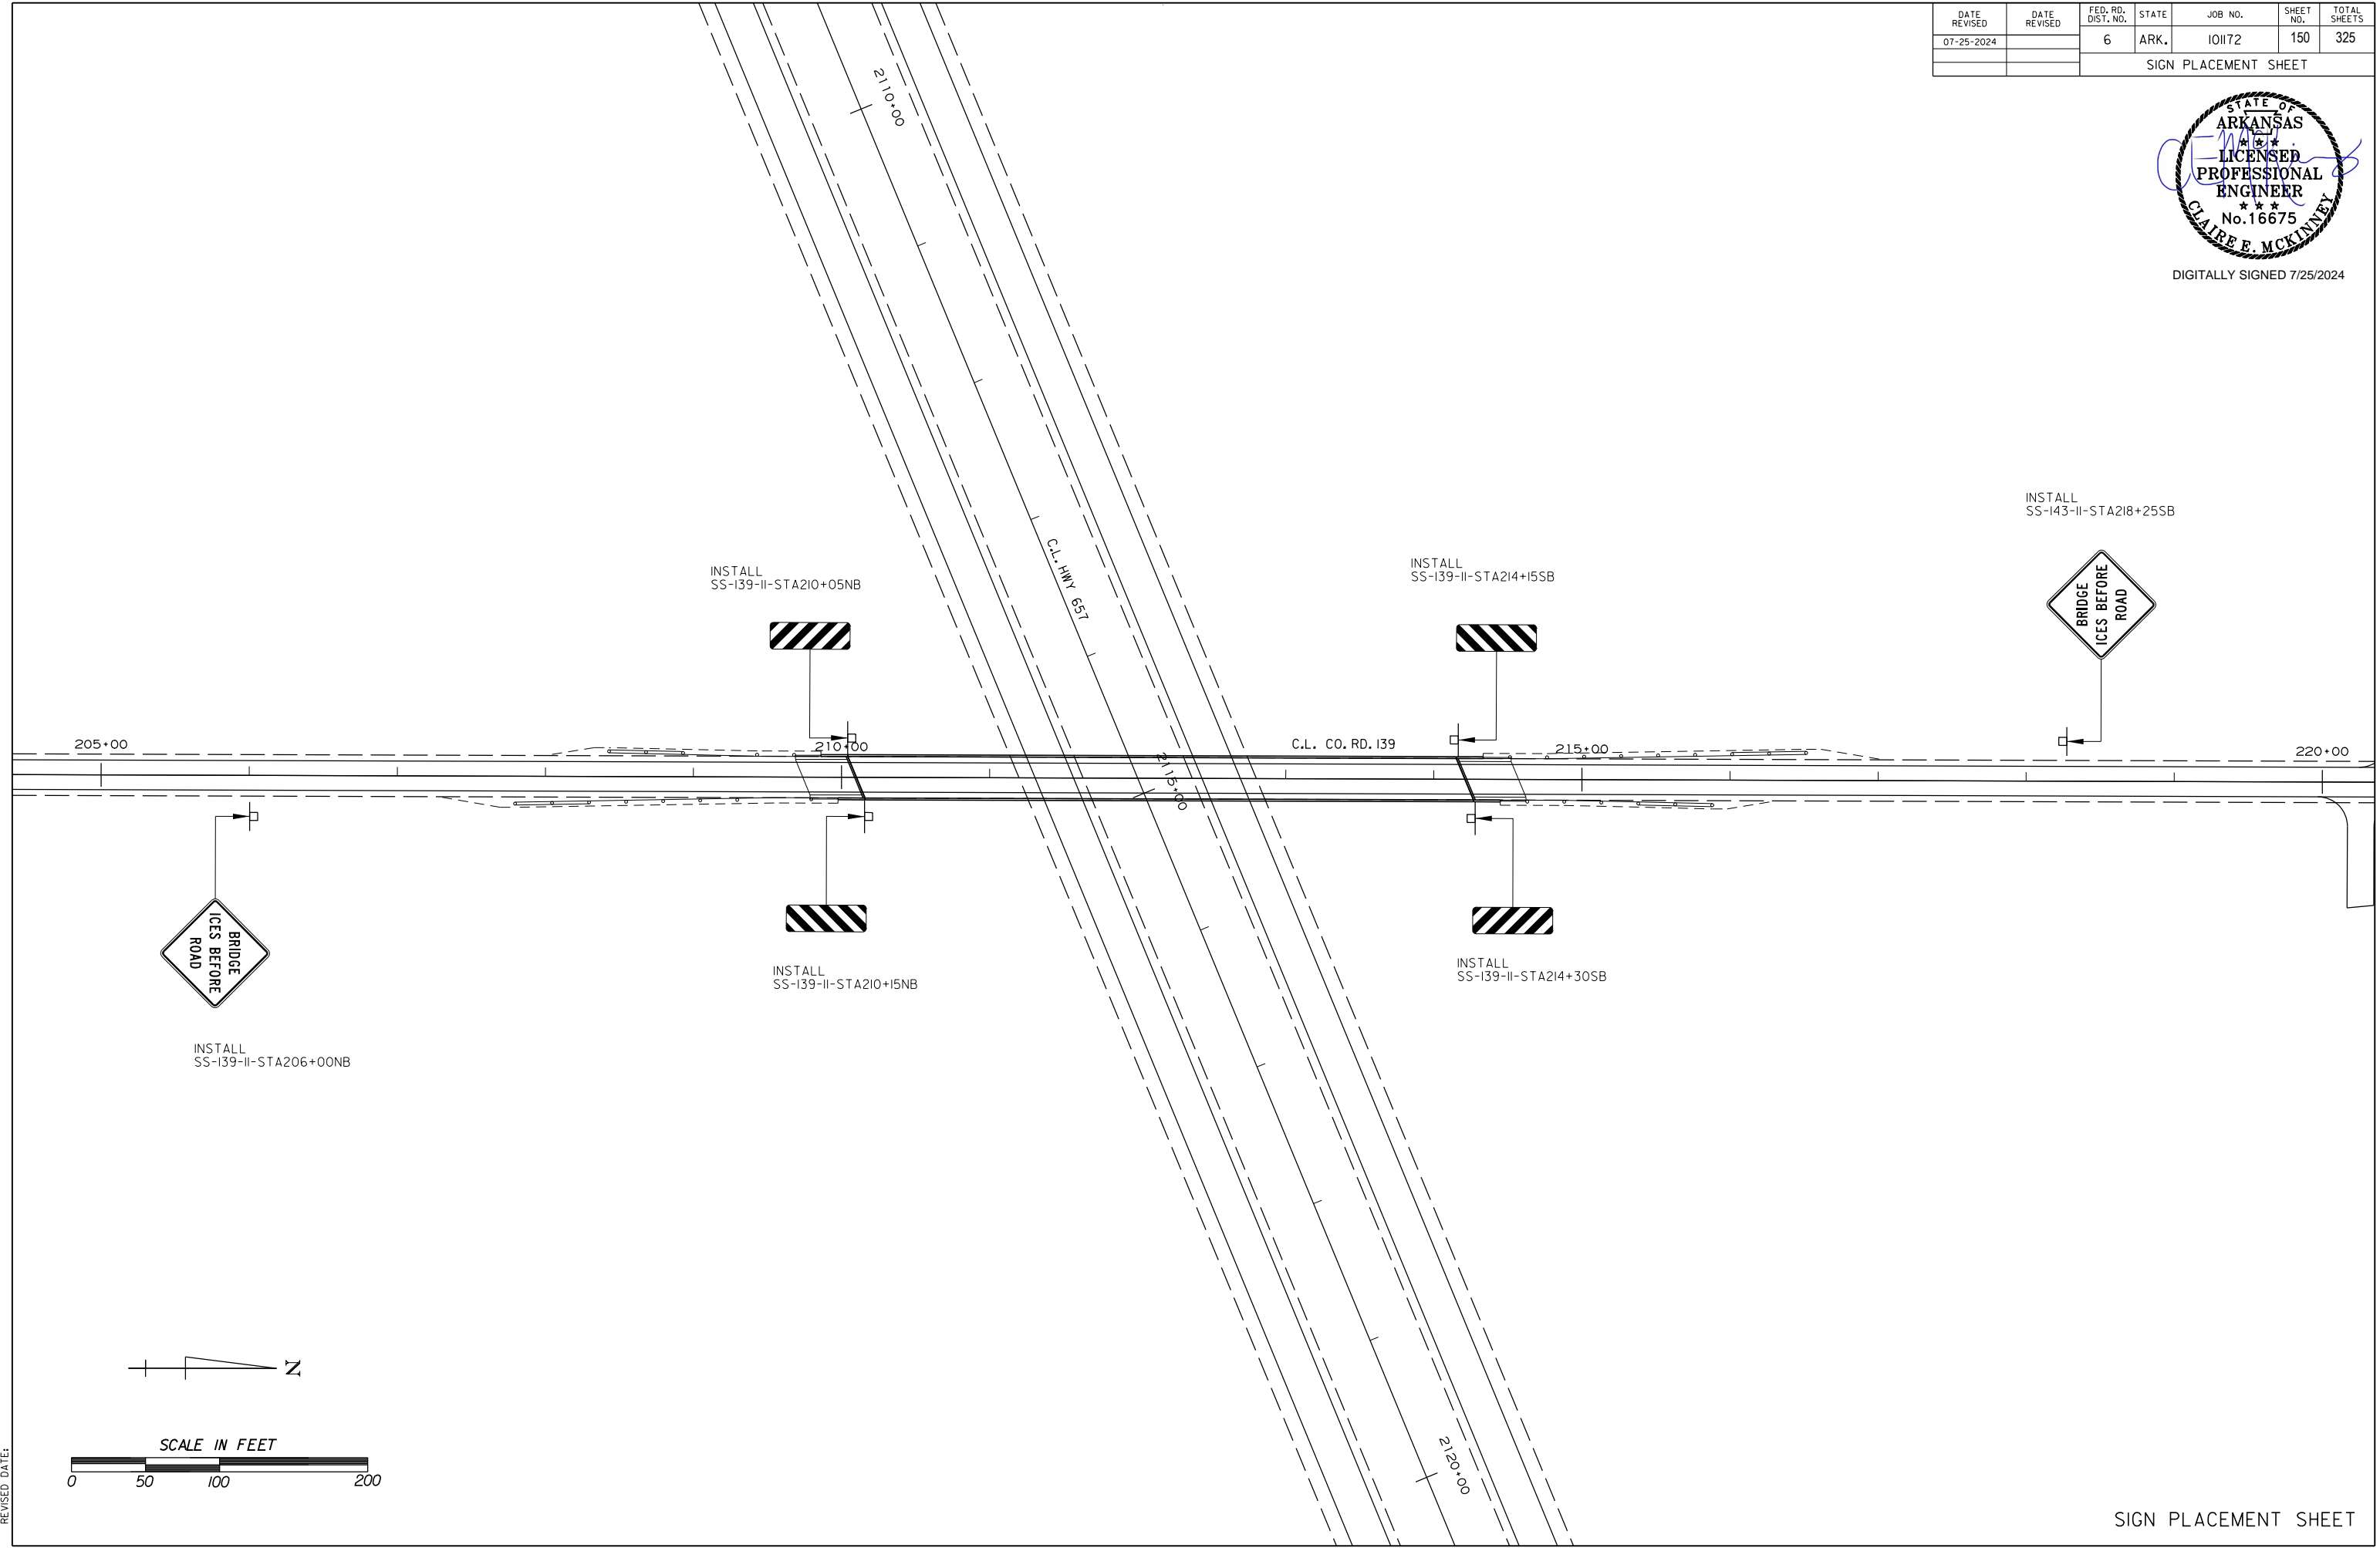 DATE REVISED
DATE REVISED
FED. RD. DIST. NO.
STATE
JOB NO.
SHEET NO.
TOTAL SHEETS
07-25-2024
6
ARK.
101172
150
325
SIGN PLACEMENT SHEET
STATE OF
ARKANSAS
LICENSED
PROFESSIONAL
ENGINEER
No.16675
CLAIRE E. MCKINNEY
DIGITALLY SIGNED 7/25/2024
2110+00
INSTALL
SS-143-11-STA218+25SB
BRIDGE
ICES BEFORE
ROAD
C.L. HWY 657
INSTALL
SS-139-11-STA210+05NB
INSTALL
SS-139-11-STA214+15SB
205+00
210+00
C.L. CO. RD. 139
215+00
220+00
2115+00
BRIDGE
ICES BEFORE
ROAD
INSTALL
SS-139-11-STA206+00NB
INSTALL
SS-139-11-STA210+15NB
INSTALL
SS-139-11-STA214+30SB
N
SCALE IN FEET
0 50 100 200
2120+00
REVISED DATE:
SIGN PLACEMENT SHEET